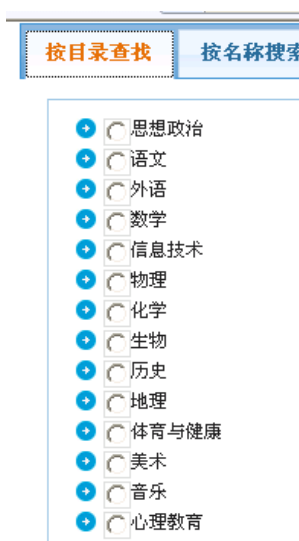 按目录查找 按名称搜索
思想政治
语文
外语
数学
信息技术
物理
化学
生物
历史
地理
体育与健康
美术
音乐
心理教育